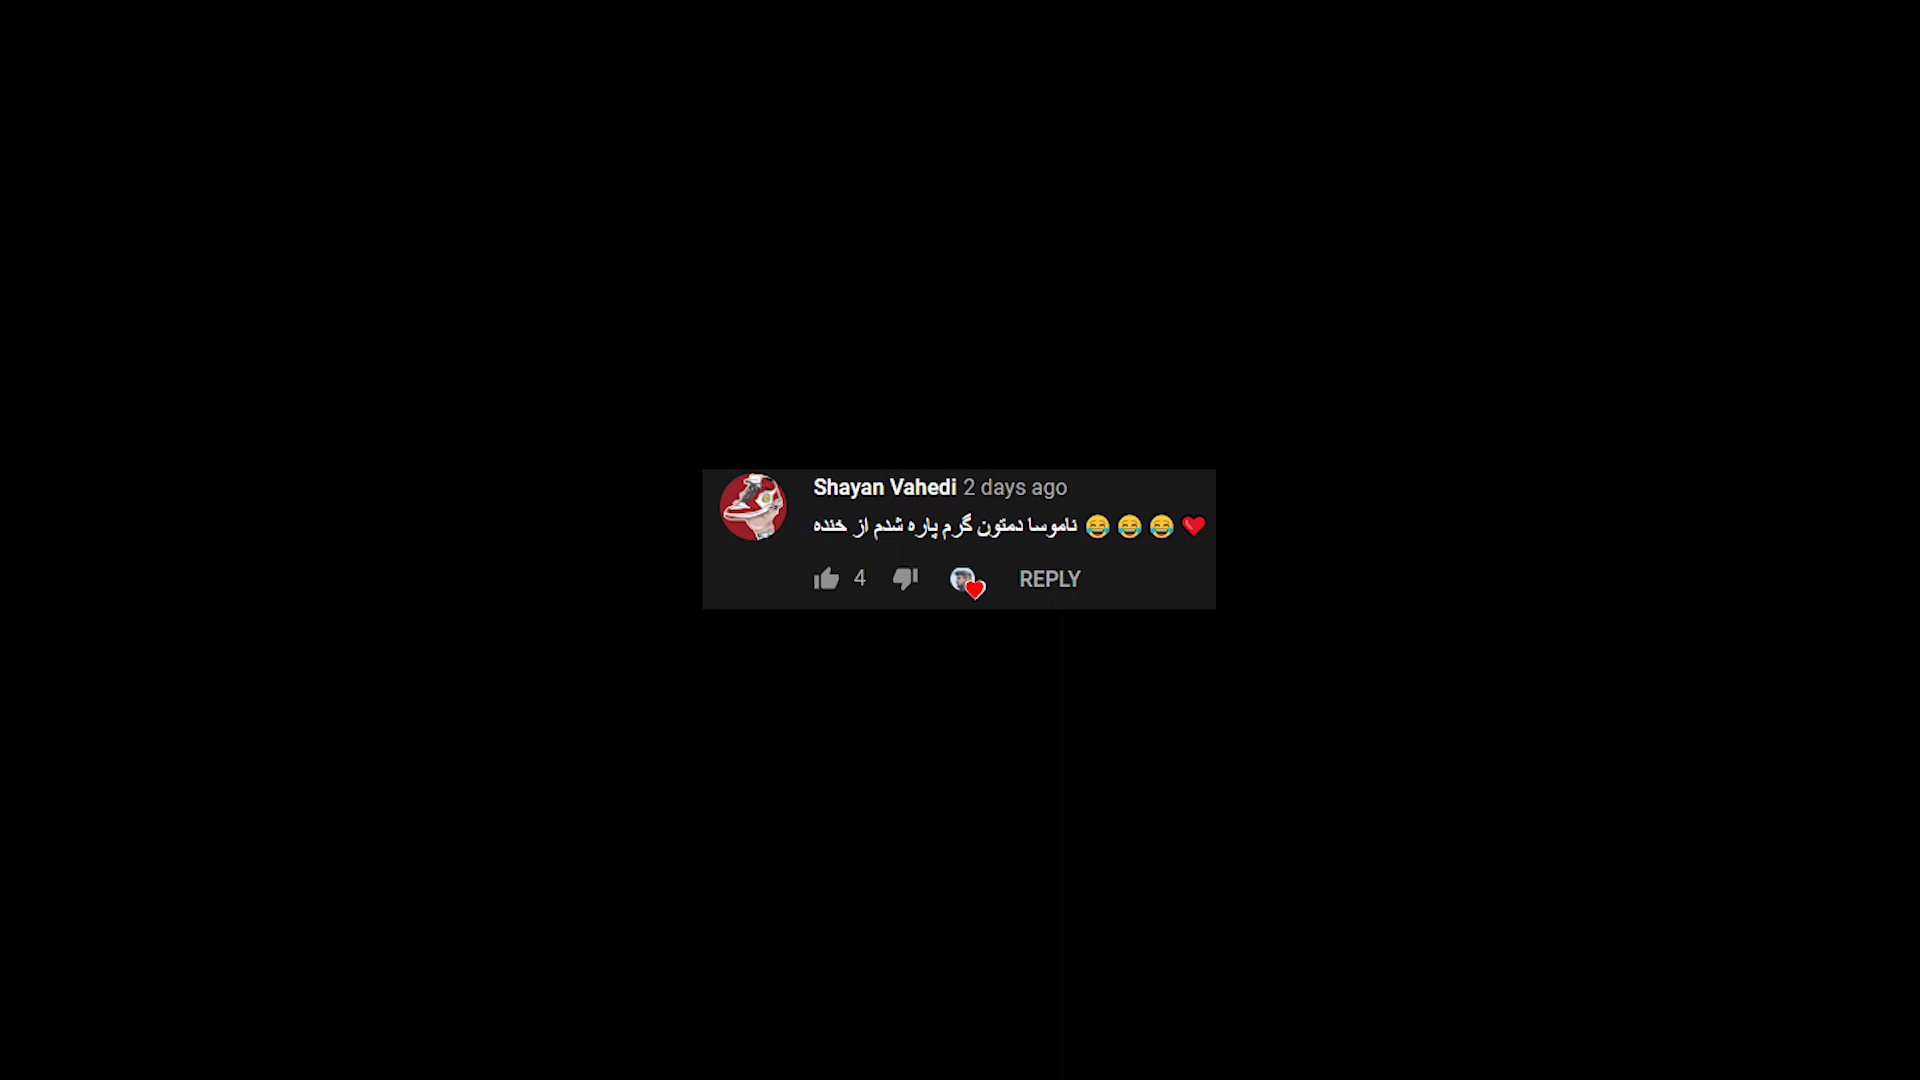 Shayan Vahedi 2 days ago
ناموسا دمتون گرم پاره شدم از خنده 😂😂😂❤️
4 REPLY